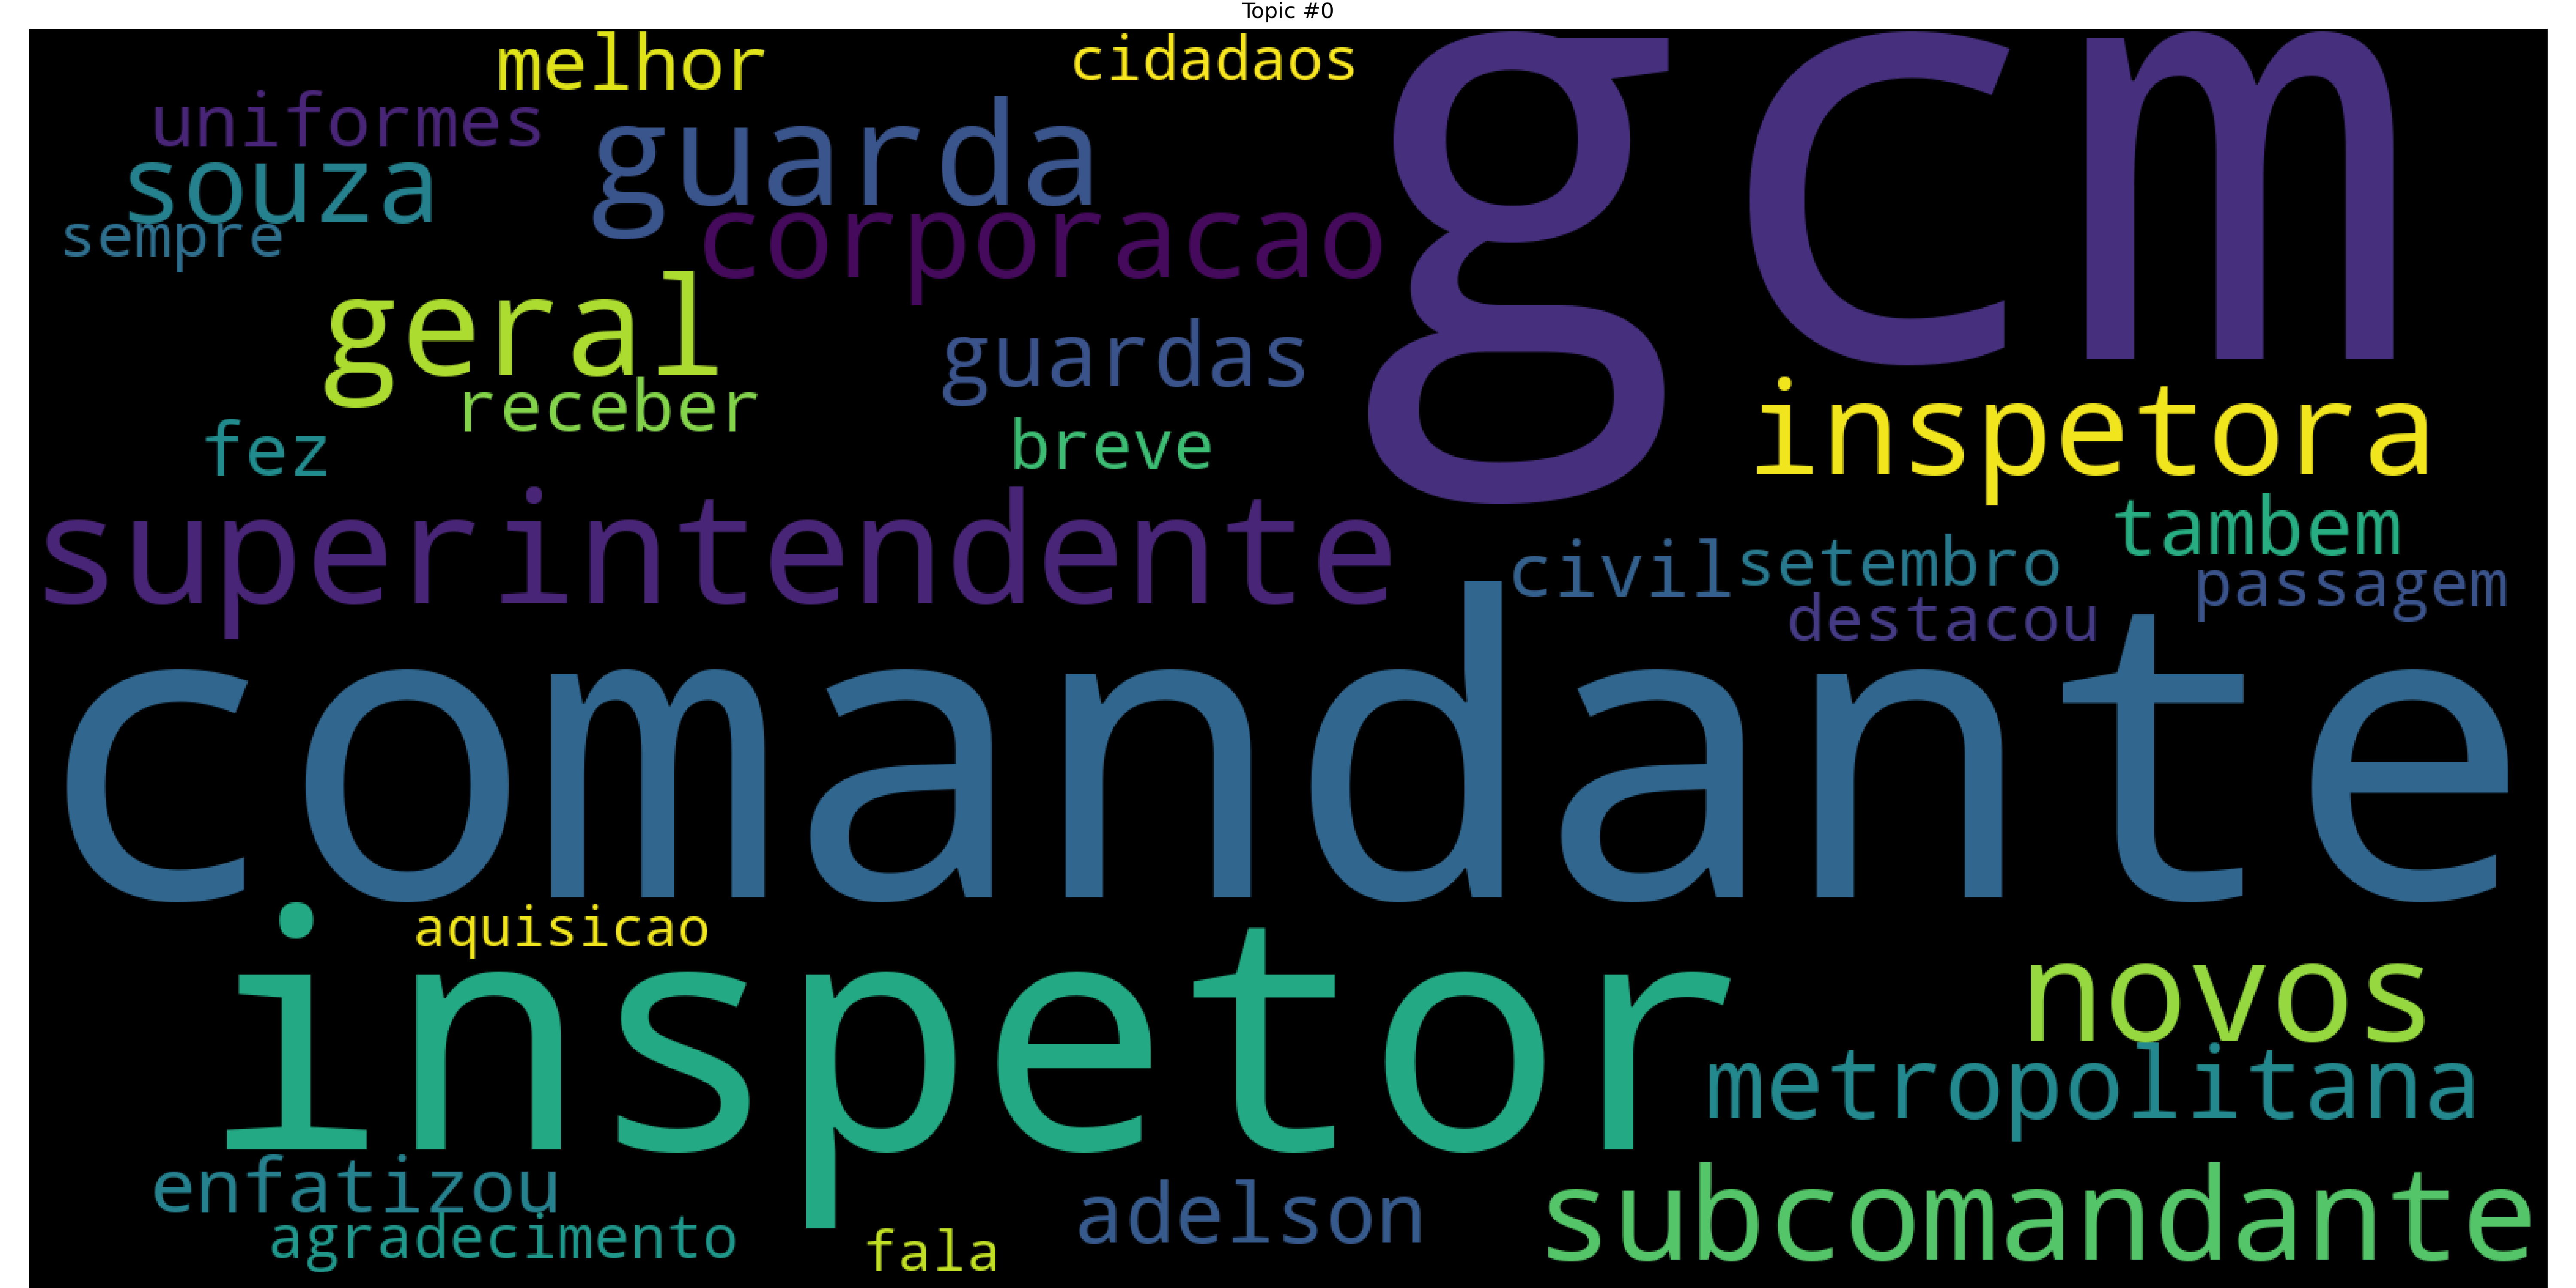 Topic #0
melhor
cidadaos
gcm
uniformes
guarda
souza
corporacao
sempre
geral
guardas
receber
inspetora
fez
breve
superintendente
tambem
civil
setembro
passagem
destacou
comandante
aquisicao
inspetor
novos
metropolitana
enfatizou
adelson
subcomandante
agradecimento
fala